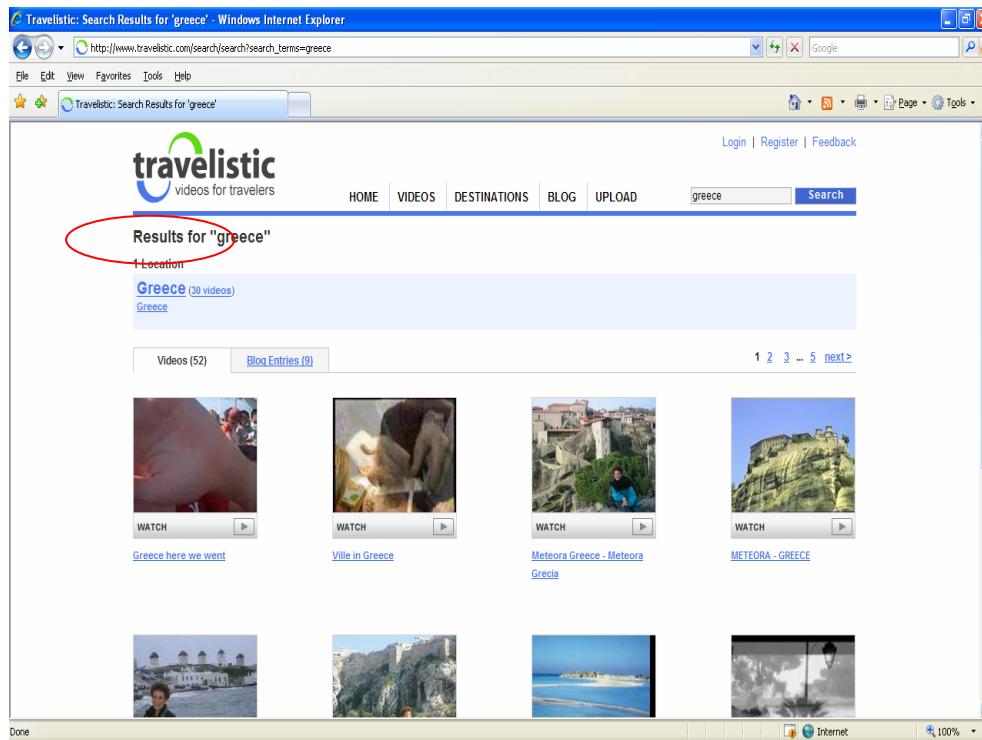 Travelistic: Search Results for 'greece' - Windows Internet Explorer
http://www.travelistic.com/search/search?search_terms=greece
Google
File Edit View Favorites Tools Help
Travelistic: Search Results for 'greece'
Page Tools
Login | Register | Feedback
travelistic
videos for travelers
HOME VIDEOS DESTINATIONS BLOG UPLOAD greece Search
Results for "greece"
1 Location
Greece (30 videos)
Greece
Videos (52) Blog Entries (9) 1 2 3 ... 5 next >
WATCH WATCH WATCH WATCH
Greece here we went Ville in Greece Meteora Greece - Meteora Grecia METEORA - GREECE
Done Internet 100%